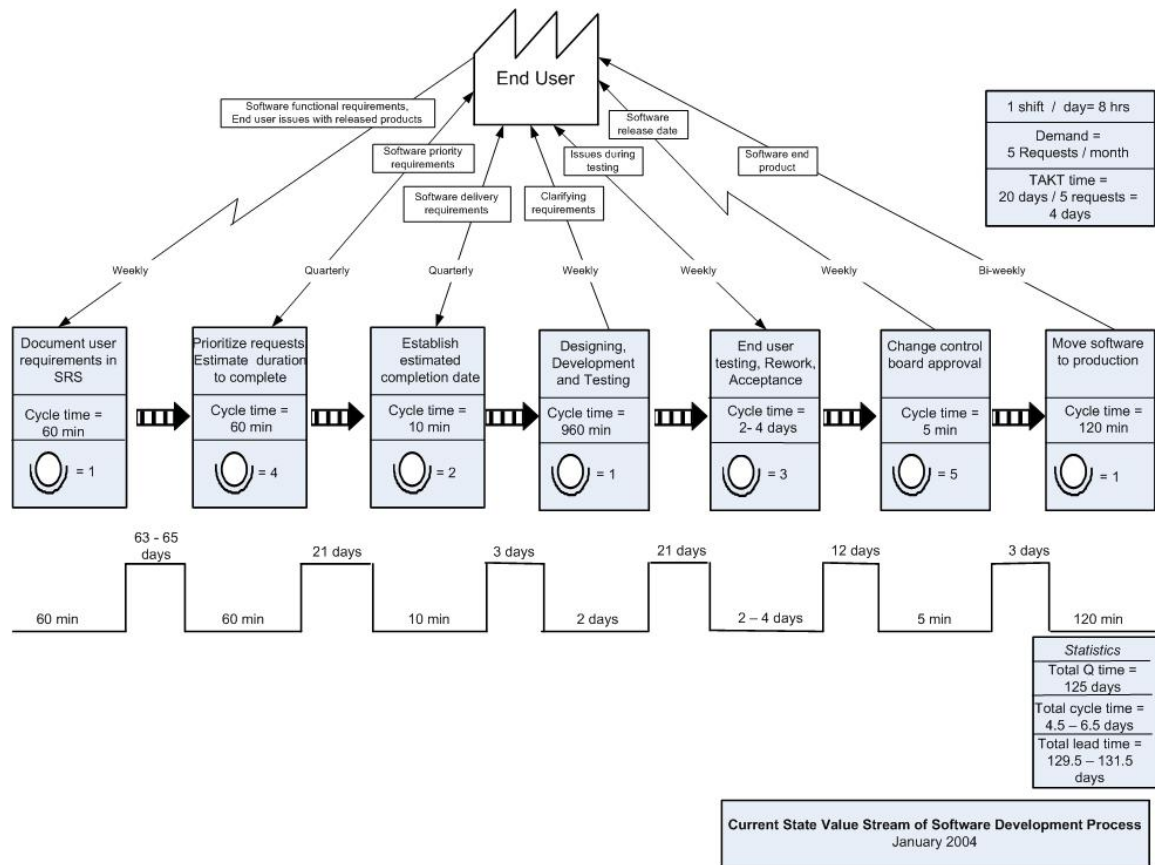 End User
Software functional requirements,
End user issues with released products
Software priority
requirements
Software delivery
requirements
Clarifying
requirements
Issues during
testing
Software
release date
Software end
product
1 shift / day= 8 hrs
Demand =
5 Requests / month
TAKT time =
20 days / 5 requests =
4 days
Weekly
Quarterly
Quarterly
Weekly
Weekly
Weekly
Bi-weekly
Document user
requirements in
SRS
Cycle time =
60 min
= 1
Prioritize requests
Estimate duration
to complete
Cycle time =
60 min
= 4
Establish
estimated
completion date
Cycle time =
10 min
= 2
Designing,
Development
and Testing
Cycle time =
960 min
= 1
End user
testing, Rework,
Acceptance
Cycle time =
2- 4 days
= 3
Change control
board approval
Cycle time =
5 min
= 5
Move software
to production
Cycle time =
120 min
= 1
60 min
63 - 65
days
60 min
21 days
10 min
3 days
2 days
21 days
2 – 4 days
12 days
5 min
3 days
120 min
Statistics
Total Q time =
125 days
Total cycle time =
4.5 – 6.5 days
Total lead time =
129.5 – 131.5
days
Current State Value Stream of Software Development Process
January 2004